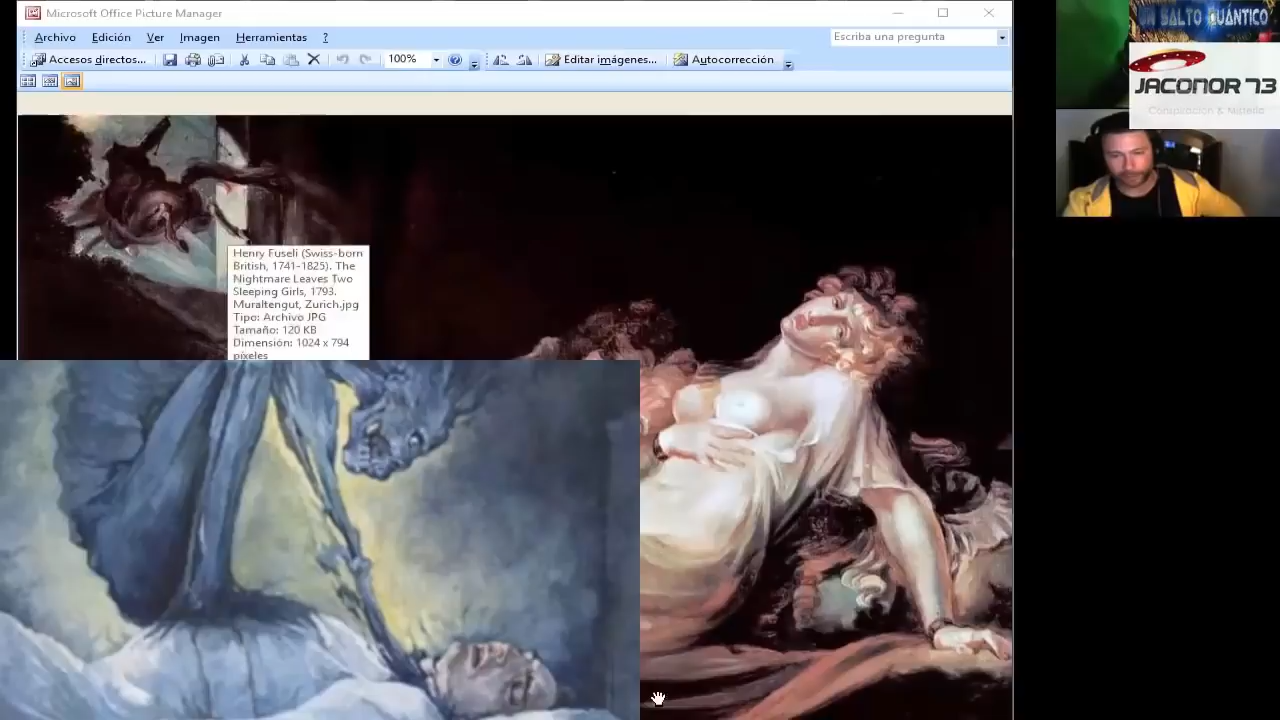 Microsoft Office Picture Manager
Archivo Edición Ver Imagen Herramientas ?
Escriba una pregunta
Accesos directos... 100% Editar imágenes... Autocorrección
Henry Fuseli (Swiss-born
British, 1741-1825). The
Nightmare Leaves Two
Sleeping Girls, 1793.
Muraltengut, Zurich.jpg
Tipo: Archivo JPG
Tamaño: 120 KB
Dimensión: 1024 x 794
píxeles
UN SALTO CUÁNTICO
JACONOR 73
Conspiración & Misterio